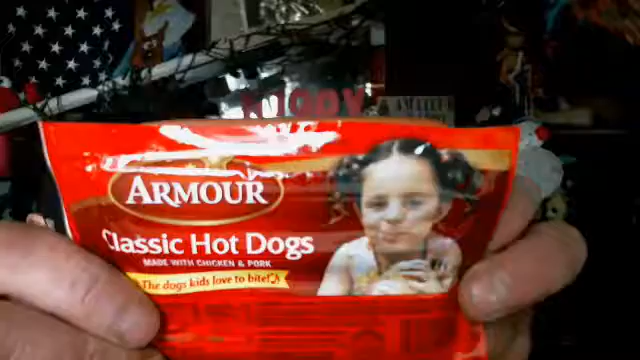 ARMOUR
Classic Hot Dogs
MADE WITH CHICKEN & PORK
The dogs kids love to bite!